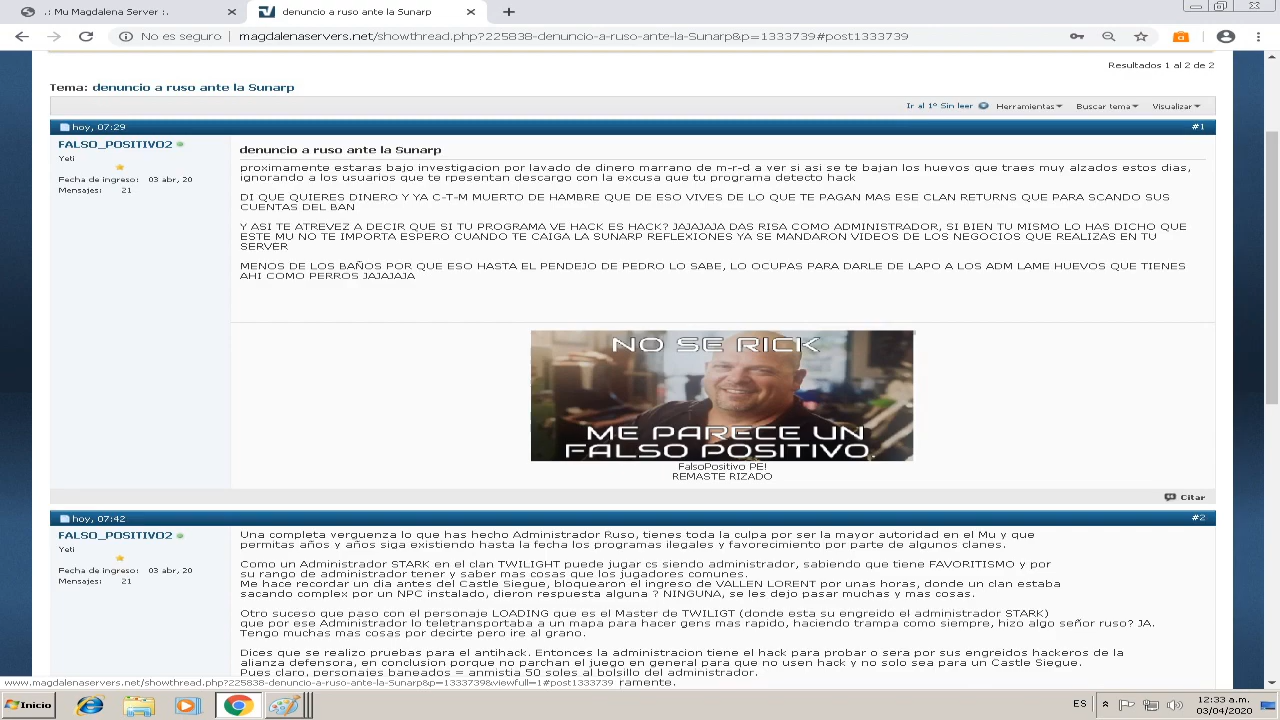 .: Mu Magdalena Server :.
denuncio a ruso ante la Sunarp
No es seguro | magdalenaservers.net/showthread.php?225838-denuncio-a-ruso-ante-la-Sunarp&p=1333739#post1333739
Resultados 1 al 2 de 2
Tema: denuncio a ruso ante la Sunarp
Ir al 1º Sin leer Herramientas Buscar tema Visualizar
hoy, 07:29 #1
FALSO_POSITIVO2
Yeti
Fecha de ingreso: 03 abr, 20
Mensajes: 21
denuncio a ruso ante la Sunarp
proximamente estaras bajo investigacion por lavado de dinero marrano de m-r-d a ver si asi se te bajan los huevos que traes muy alzados estos dias,
ignorando a los usuanos que te rpesentan descargo con la excusa que tu programa detecto hack
DI QUE QUIERES DINERO Y YA C-T-M MUERTO DE HAMBRE QUE DE ESO VIVES DE LO QUE TE PAGAN MAS ESE CLAN RETURNS QUE PARA SCANDO SUS
CUENTAS DEL BAN
Y ASI TE ATREVEZ A DECIR QUE SI TU PROGRAMA VE HACK ES HACK? JAJAJAJA DAS RISA COMO ADMINISTRADOR, SI BIEN TU MISMO LO HAS DICHO QUE
ESTE MU NO TE IMPORTA ESPERO CUANDO TE CAIGA LA SUNARP REFLEXIONES YA SE MANDARON VIDEOS DE LOS NEGOCIOS QUE REALIZAS EN TU
SERVER
MENOS DE LOS BAÑOS POR QUE ESO HASTA EL PENDEJO DE PEDRO LO SABE, LO OCUPAS PARA DARLE DE LAPO A LOS ADM LAME HUEVOS QUE TIENES
AHI COMO PERROS JAJAJAJA
NO SE RICK
ME PARECE UN
FALSO POSITIVO.
FalsoPositivo PE!
REMASTE RIZADO
Citar
hoy, 07:42 #2
FALSO_POSITIVO2
Yeti
Fecha de ingreso: 03 abr, 20
Mensajes: 21
Una completa verguenza lo que has hecho Administrador Ruso, tienes toda la culpa por ser la mayor autoridad en el Mu y que
permitas años y años siga existiendo hasta la fecha los programas ilegales y favorecimiento por parte de algunos clanes.
Como un Administrador STARK en el clan TWILIGHT puede jugar cs siendo administrador, sabiendo que tiene FAVORITISMO y por
su rango de administrador tener y saber mas cosas que los jugadores comunes.
Me hace recordar un dia antes del Castle Siegue, bloquearon el ingreso de VALLEN LORENT por unas horas, donde un clan estaba
sacando complex por un NPC instalado, dieron respuesta alguna ? NINGUNA, se les dejo pasar muchas y mas cosas.
Otro suceso que paso con el personaje LOADING que es el Master de TWILIGT (donde esta su engreido el administrador STARK)
que por ese Administrador lo teletransportaba a un mapa para hacer gens mas rapido, haciendo trampa como siempre, hizo algo señor ruso? JA.
Tengo muchas mas cosas por decirte pero ire al grano.
Dices que se realizo pruebas para el antihack. Entonces la administracion tiene el hack para probar o sera por sus engreidos hackeros de la
alianza defensora, en conclusion porque no parchan el juego en general para que no usen hack y no solo sea para un Castle Siegue.
Pues claro, personajes baneados = amnistia 50 soles al bolsillo del administrador.
www.magdalenaservers.net/showthread.php?225838-denuncio-a-ruso-ante-la-Sunarp&p=1333739&viewfull=1#post1333739 ramente.
Inicio
ES
12:33 a.m.
03/04/2020